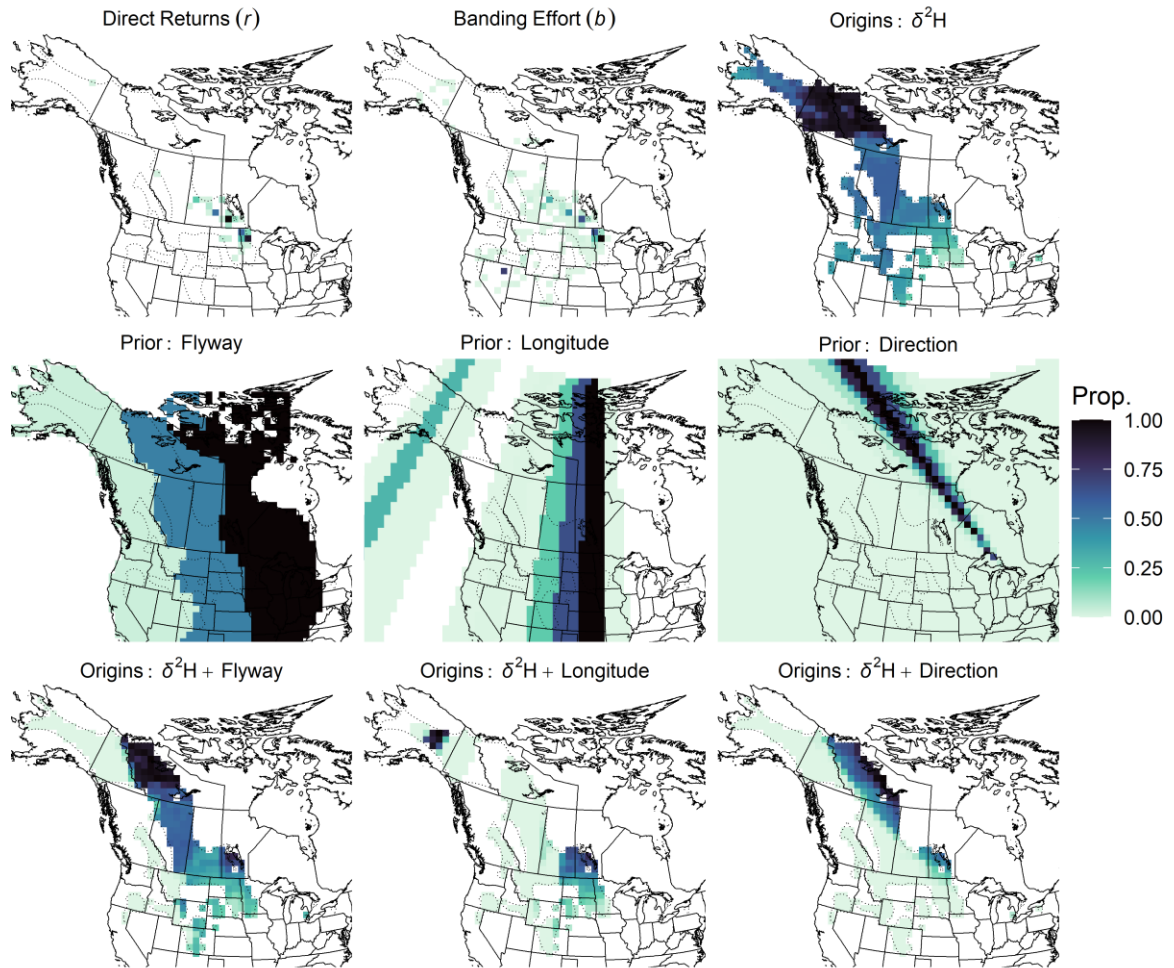 Direct Returns (r)
Banding Effort (b)
Origins : δ²H
Prior : Flyway
Prior : Longitude
Prior : Direction
Prop.
1.00
0.75
0.50
0.25
0.00
Origins : δ²H + Flyway
Origins : δ²H + Longitude
Origins : δ²H + Direction